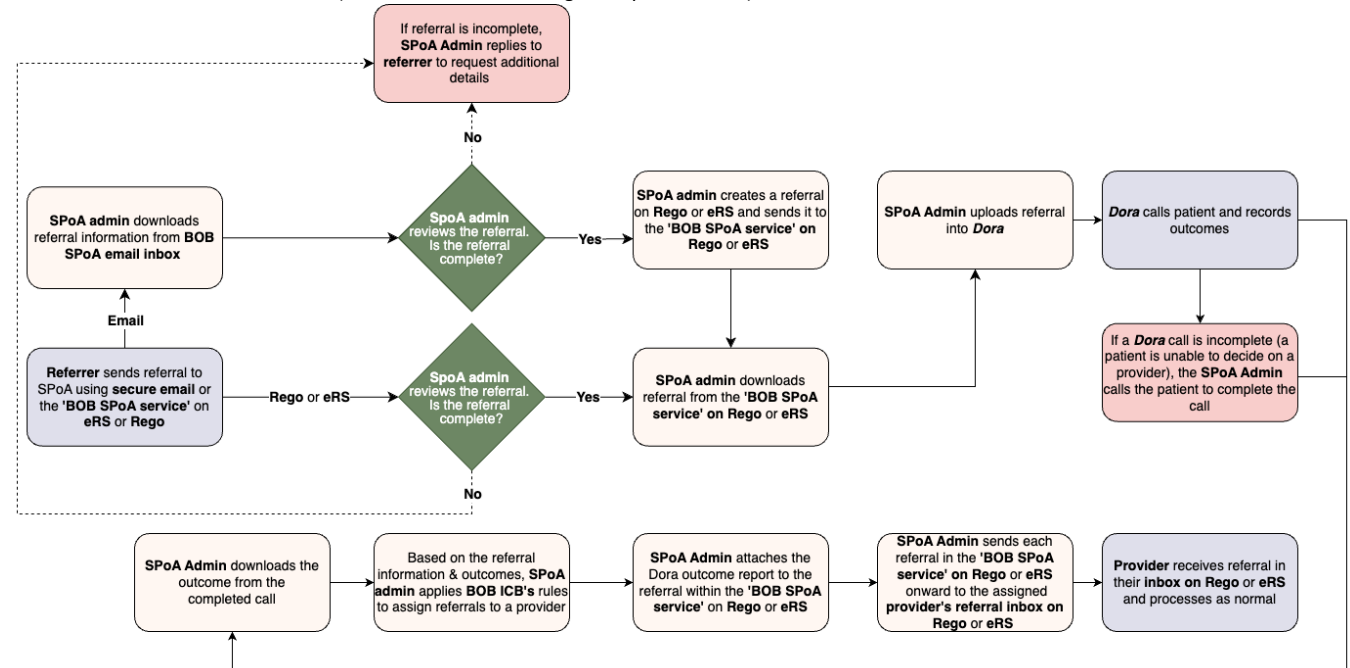 If referral is incomplete,
SPoA Admin replies to
referrer to request additional
details
No
SPoA admin downloads
referral information from BOB
SPoA email inbox
SpoA admin
reviews the referral.
Is the referral
complete?
Yes
SPoA admin creates a referral
on Rego or eRS and sends it to
the 'BOB SPoA service' on
Rego or eRS
SPoA Admin uploads referral
into Dora
Dora calls patient and records
outcomes
Email
Referrer sends referral to
SPoA using secure email or
the 'BOB SPoA service' on
eRS or Rego
Rego or eRS
SpoA admin
reviews the referral.
Is the referral
complete?
Yes
SPoA admin downloads
referral from the 'BOB SPoA
service' on Rego or eRS
If a Dora call is incomplete (a
patient is unable to decide on a
provider), the SPoA Admin
calls the patient to complete the
call
No
SPoA Admin downloads the
outcome from the
completed call
Based on the referral
information & outcomes, SPoA
admin applies BOB ICB's rules
to assign referrals to a provider
SPoA Admin attaches the
Dora outcome report to the
referral within the 'BOB SPoA
service' on Rego or eRS
SPoA Admin sends each
referral in the 'BOB SPoA
service' on Rego or eRS
onward to the assigned
provider's referral inbox on
Rego or eRS
Provider receives referral in
their inbox on Rego or eRS
and processes as normal